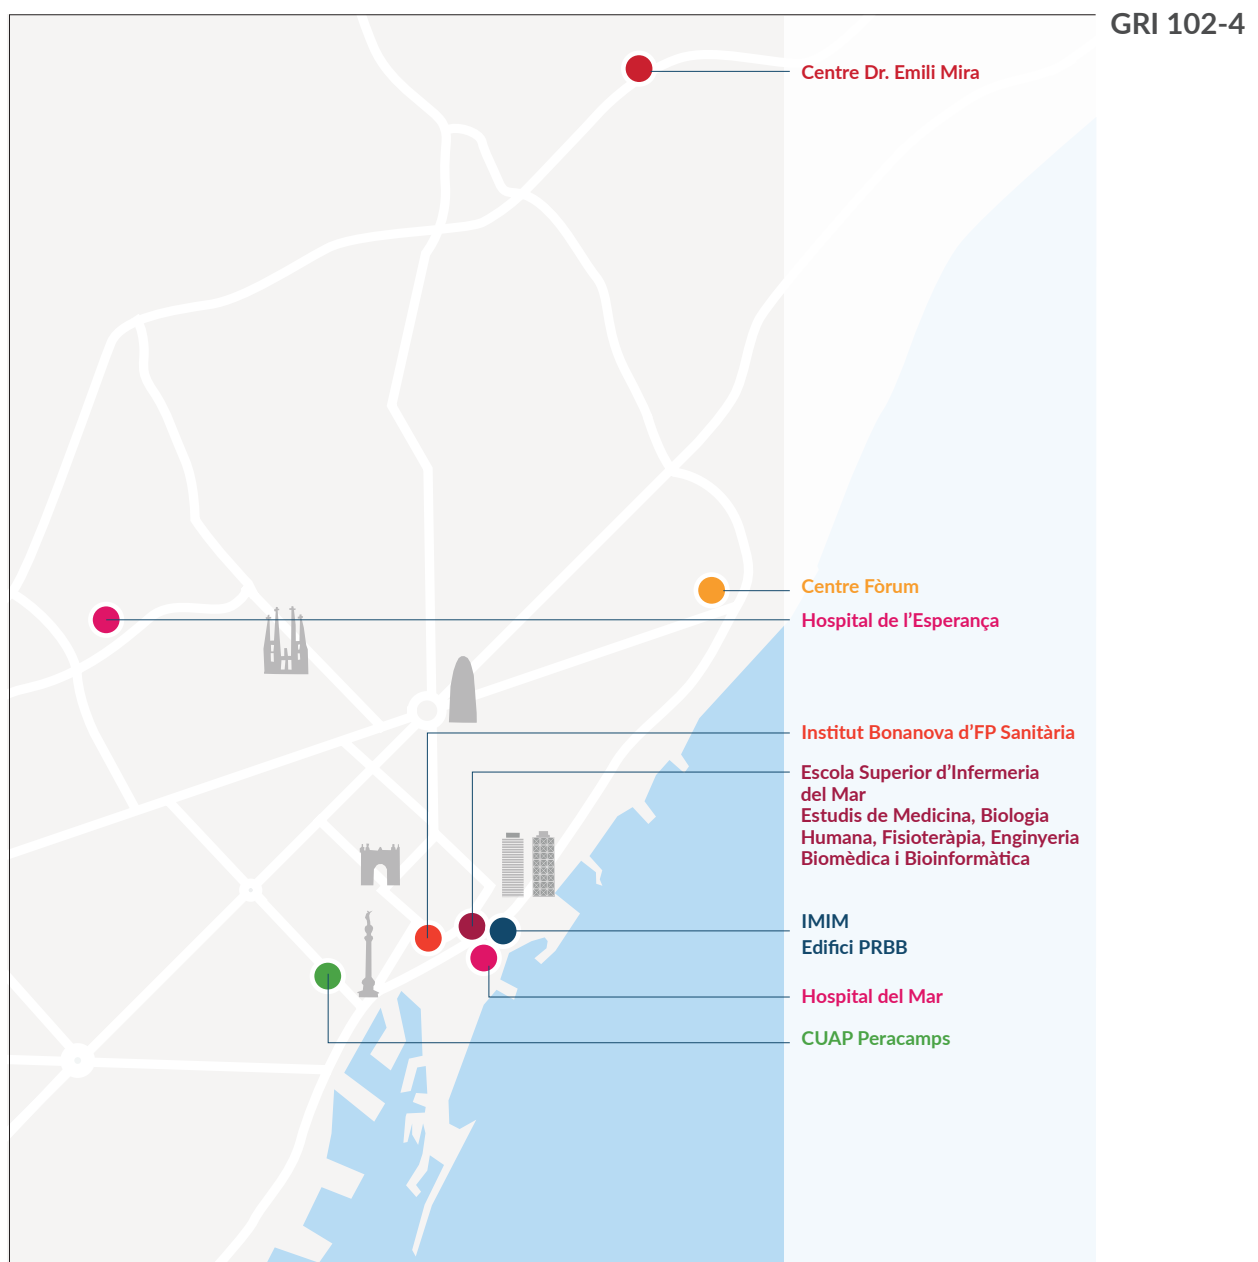 GRI 102-4
Centre Dr. Emili Mira
Centre Fòrum
Hospital de l’Esperança
Institut Bonanova d’FP Sanitària
Escola Superior d’Infermeria
del Mar
Estudis de Medicina, Biologia
Humana, Fisioteràpia, Enginyeria
Biomèdica i Bioinformàtica
IMIM
Edifici PRBB
Hospital del Mar
CUAP Peracamps